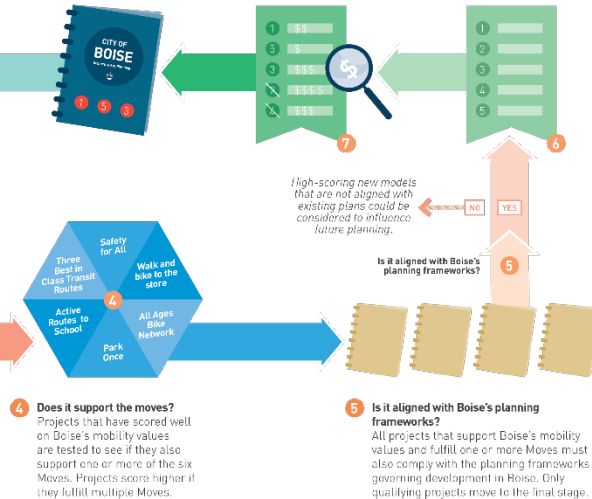 CITY OF
BOISE
1
5
3
1 $$
5 $
3 $$$
2 $$$$
4 $$$
7
1
2
3
4
5
6
High-scoring new models
that are not aligned with
existing plans could be
considered to influence
future planning.
NO
YES
Is it aligned with Boise's
planning frameworks?
5
Safety
for All
Walk and
bike to the
store
All Ages
Bike
Network
Park
Once
Active
Routes to
School
Three
Best in
Class Transit
Routes
4
4 Does it support the moves?
Projects that have scored well
on Boise's mobility values
are tested to see if they also
support one or more of the six
Moves. Projects score higher if
they fulfill multiple Moves.
5 Is it aligned with Boise's planning
frameworks?
All projects that support Boise's mobility
values and fulfill one or more Moves must
also comply with the planning frameworks
governing development in Boise. Only
qualifying projects move to the final stage.